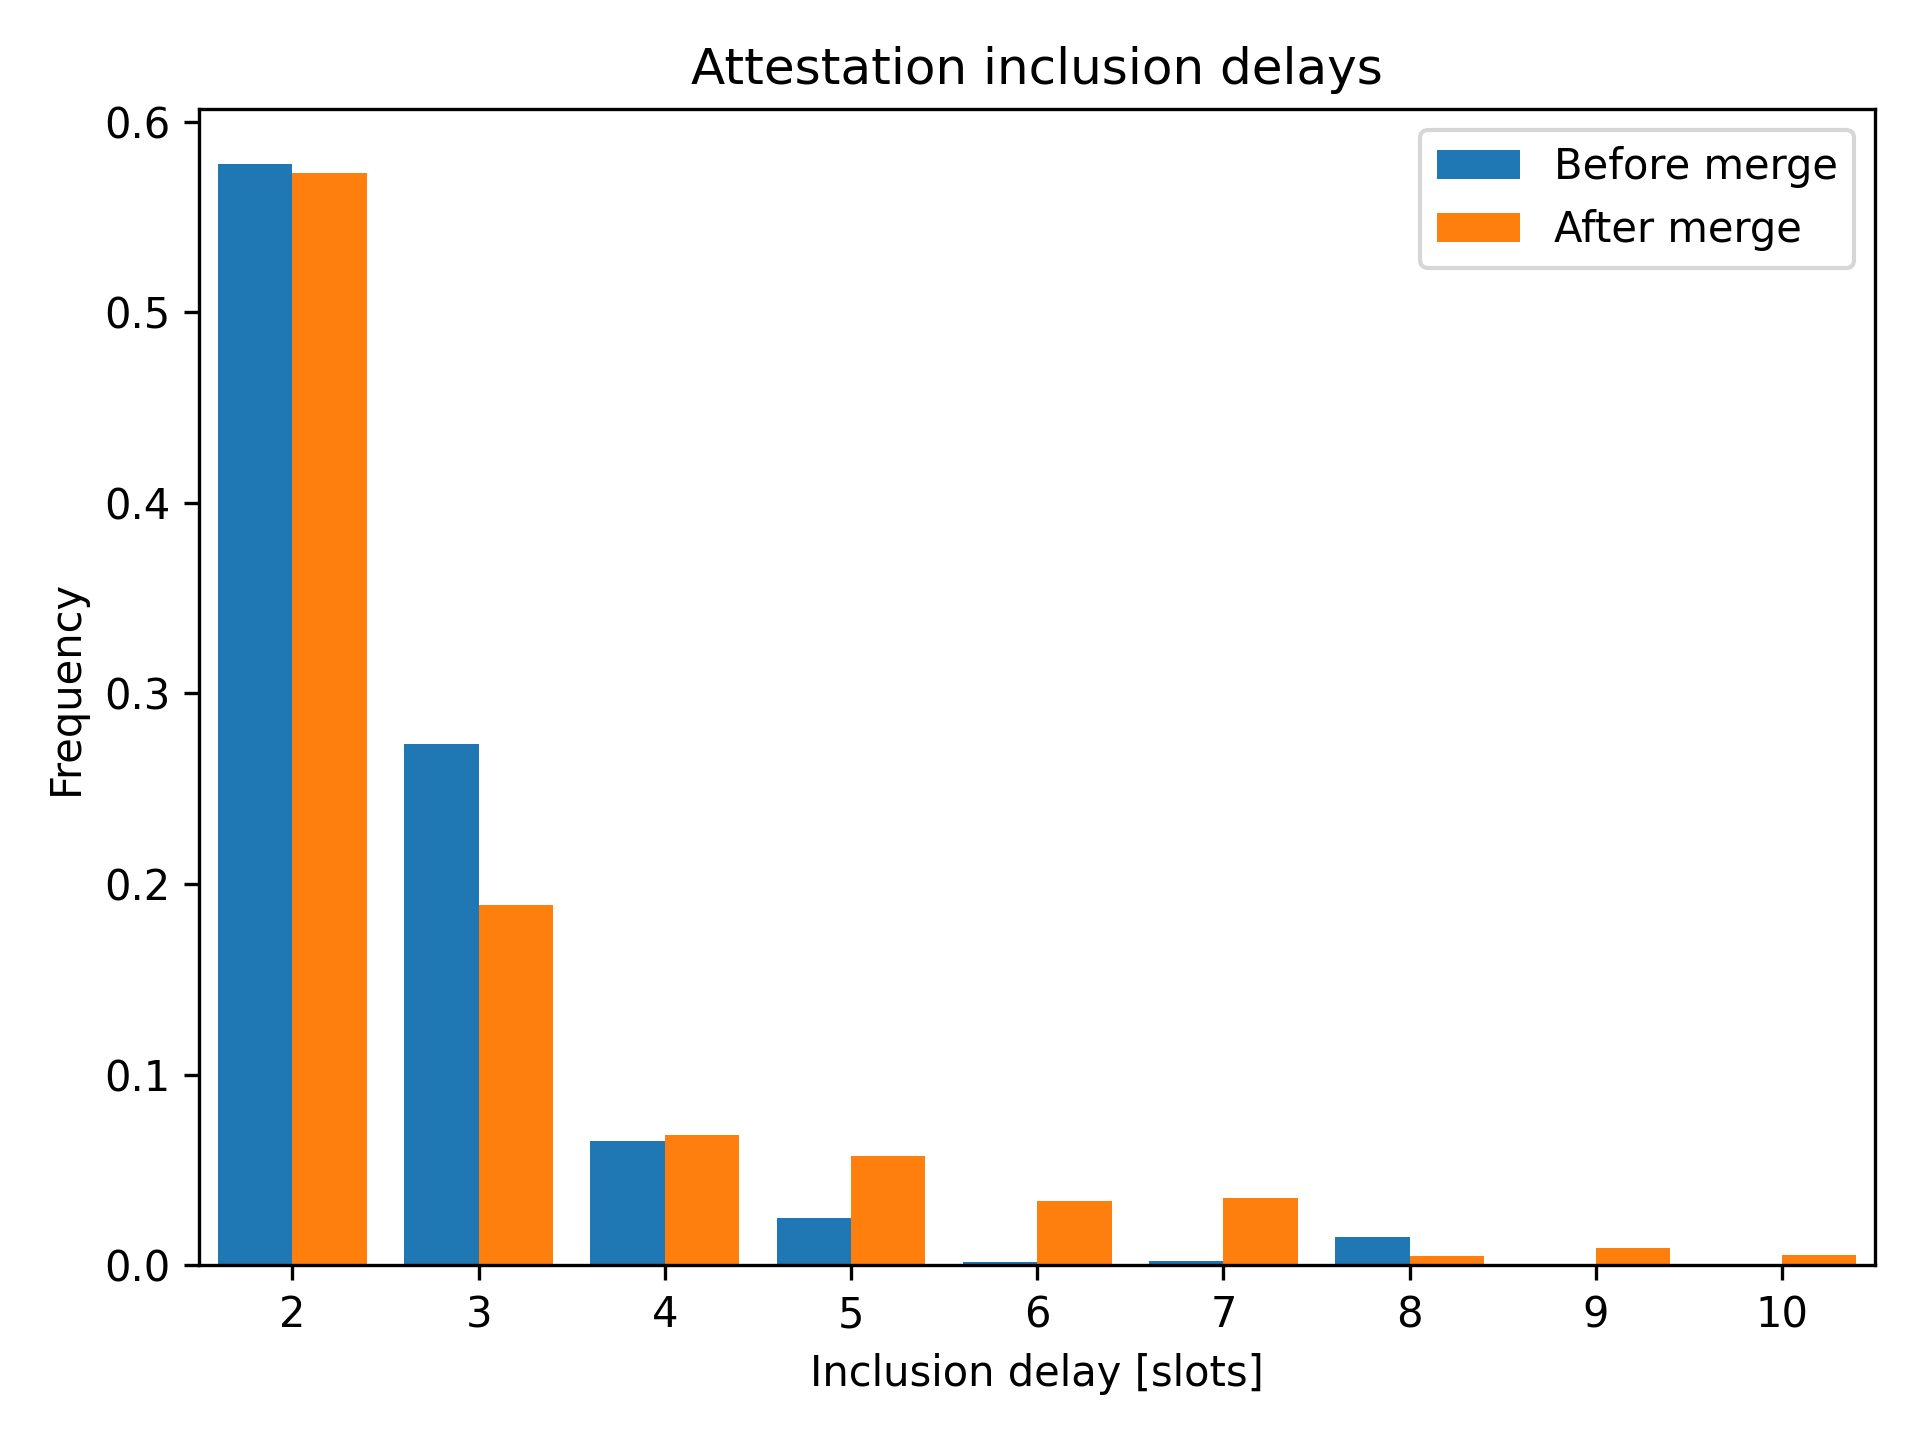 Attestation inclusion delays
0.6
0.5
0.4
0.3
0.2
0.1
0.0
Frequency
Before merge
After merge
2 3 4 5 6 7 8 9 10
Inclusion delay [slots]